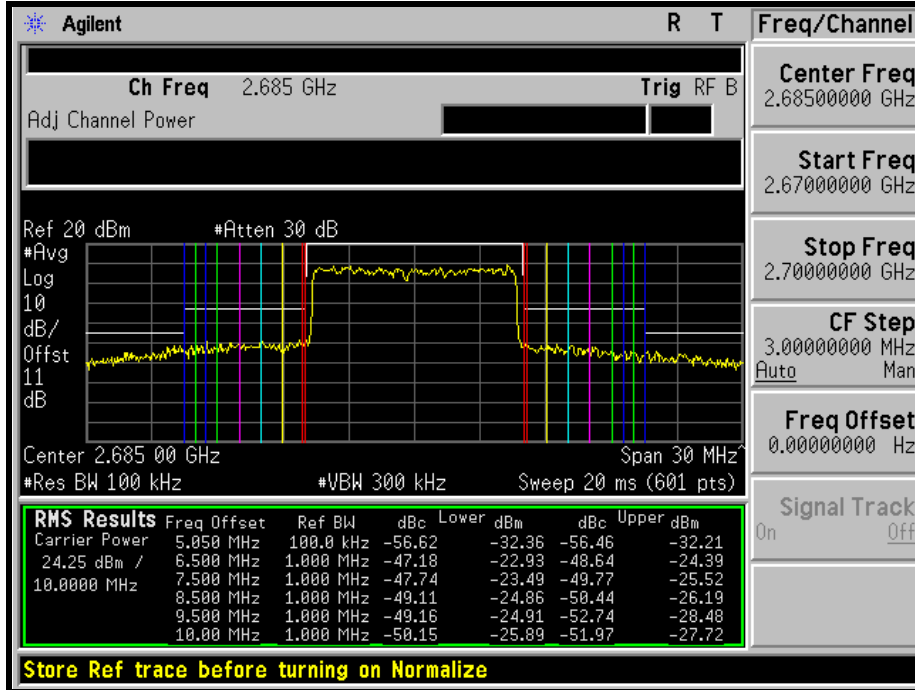 Agilent R T Freq/Channel
Ch Freq 2.685 GHz Trig RF B
Adj Channel Power
Center Freq
2.68500000 GHz
Start Freq
2.67000000 GHz
Stop Freq
2.70000000 GHz
CF Step
3.00000000 MHz
Auto Man
Freq Offset
0.00000000 Hz
Signal Track
On Off
Ref 20 dBm #Atten 30 dB
#Avg
Log
10
dB/
Offst
11
dB
Center 2.685 00 GHz Span 30 MHz^
#Res BW 100 kHz #VBW 300 kHz Sweep 20 ms (601 pts)
RMS Results Freq Offset Ref BW dBc Lower dBm dBc Upper dBm
Carrier Power 5.050 MHz 100.0 kHz -56.62 -32.36 -56.46 -32.21
24.25 dBm / 6.500 MHz 1.000 MHz -47.18 -22.93 -48.64 -24.39
10.0000 MHz 7.500 MHz 1.000 MHz -47.74 -23.49 -49.77 -25.52
8.500 MHz 1.000 MHz -49.11 -24.86 -50.44 -26.19
9.500 MHz 1.000 MHz -49.16 -24.91 -52.74 -28.48
10.00 MHz 1.000 MHz -50.15 -25.89 -51.97 -27.72
Store Ref trace before turning on Normalize